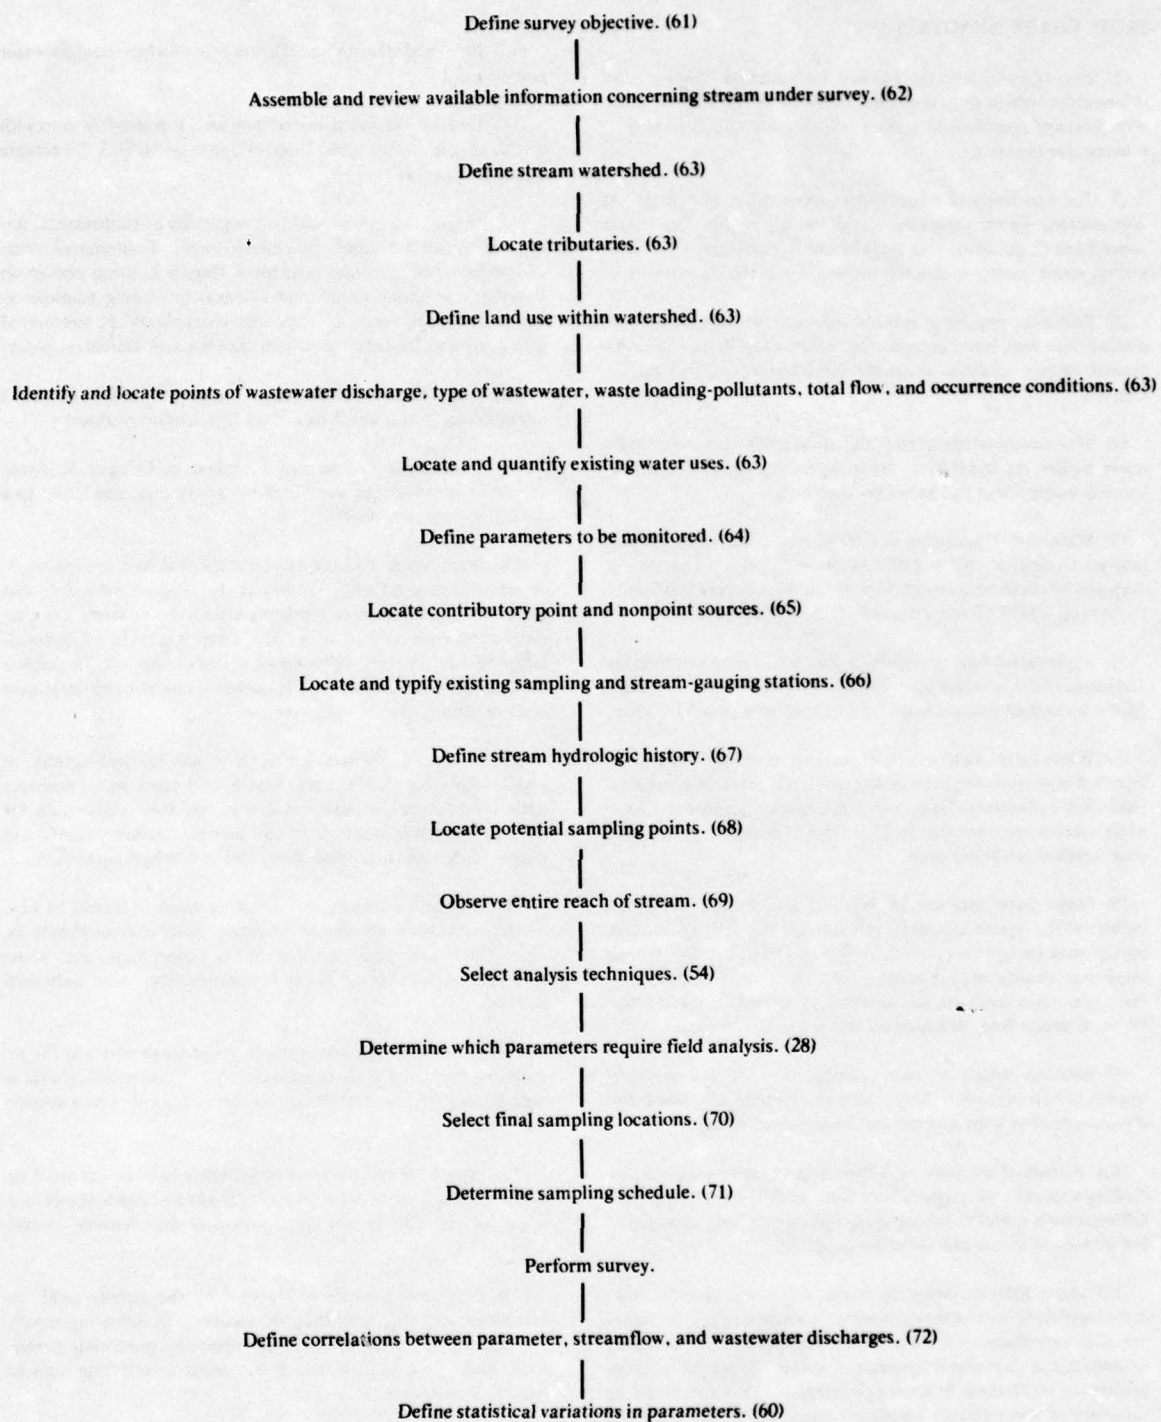 Define survey objective. (61)
Assemble and review available information concerning stream under survey. (62)
Define stream watershed. (63)
Locate tributaries. (63)
Define land use within watershed. (63)
Identify and locate points of wastewater discharge, type of wastewater, waste loading-pollutants, total flow, and occurrence conditions. (63)
Locate and quantify existing water uses. (63)
Define parameters to be monitored. (64)
Locate contributory point and nonpoint sources. (65)
Locate and typify existing sampling and stream-gauging stations. (66)
Define stream hydrologic history. (67)
Locate potential sampling points. (68)
Observe entire reach of stream. (69)
Select analysis techniques. (54)
Determine which parameters require field analysis. (28)
Select final sampling locations. (70)
Determine sampling schedule. (71)
Perform survey.
Define correlations between parameter, streamflow, and wastewater discharges. (72)
Define statistical variations in parameters. (60)